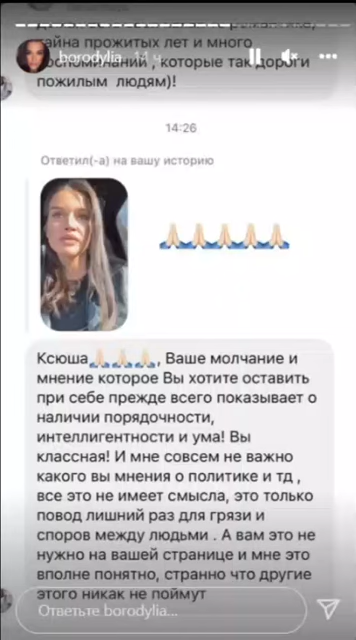 тайна прожитых лет и много
borodylia 14 ч.
воспоминаний , которые так дороги
пожилым людям)!
14:26
Ответил(-а) на вашу историю
🙏🏻🙏🏻🙏🏻🙏🏻🙏🏻
Ксюша🙏🏻🙏🏻🙏🏻, Ваше молчание и
мнение которое Вы хотите оставить
при себе прежде всего показывает о
наличии порядочности,
интеллигентности и ума! Вы
классная! И мне совсем не важно
какого вы мнения о политике и тд ,
все это не имеет смысла, это только
повод лишний раз для грязи и
споров между людьми . А вам это не
нужно на вашей странице и мне это
вполне понятно, странно что другие
этого никак не поймут
Ответьте borodylia...